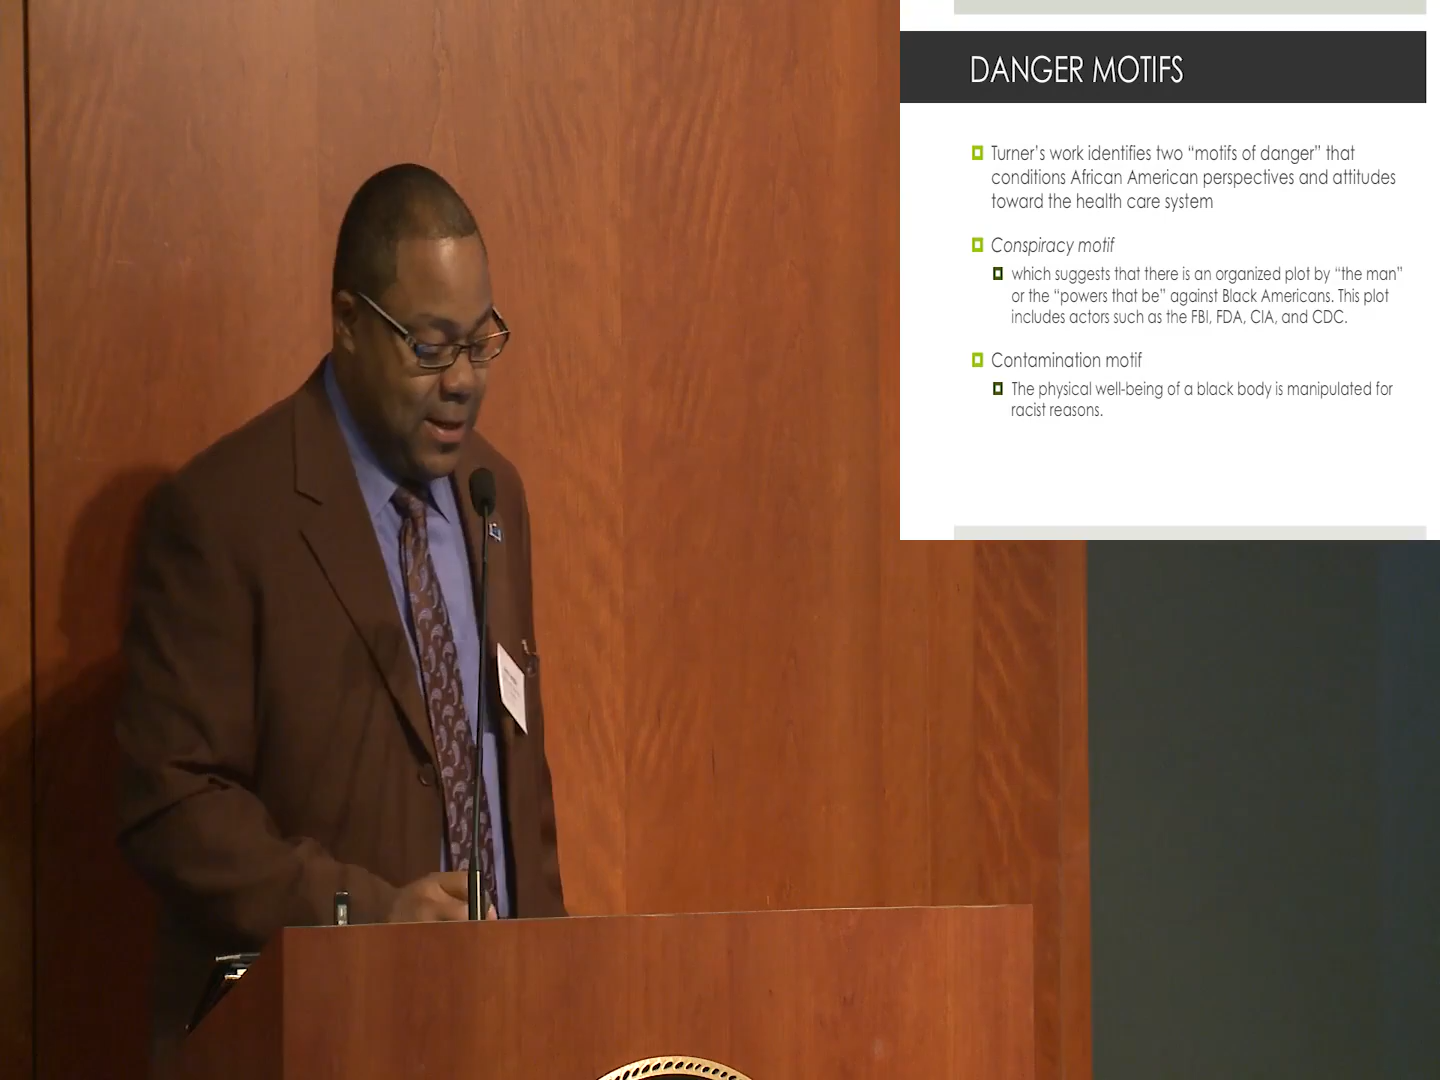 DANGER MOTIFS
Turner’s work identifies two “motifs of danger” that
conditions African American perspectives and attitudes
toward the health care system
Conspiracy motif
which suggests that there is an organized plot by “the man”
or the “powers that be” against Black Americans. This plot
includes actors such as the FBI, FDA, CIA, and CDC.
Contamination motif
The physical well-being of a black body is manipulated for
racist reasons.